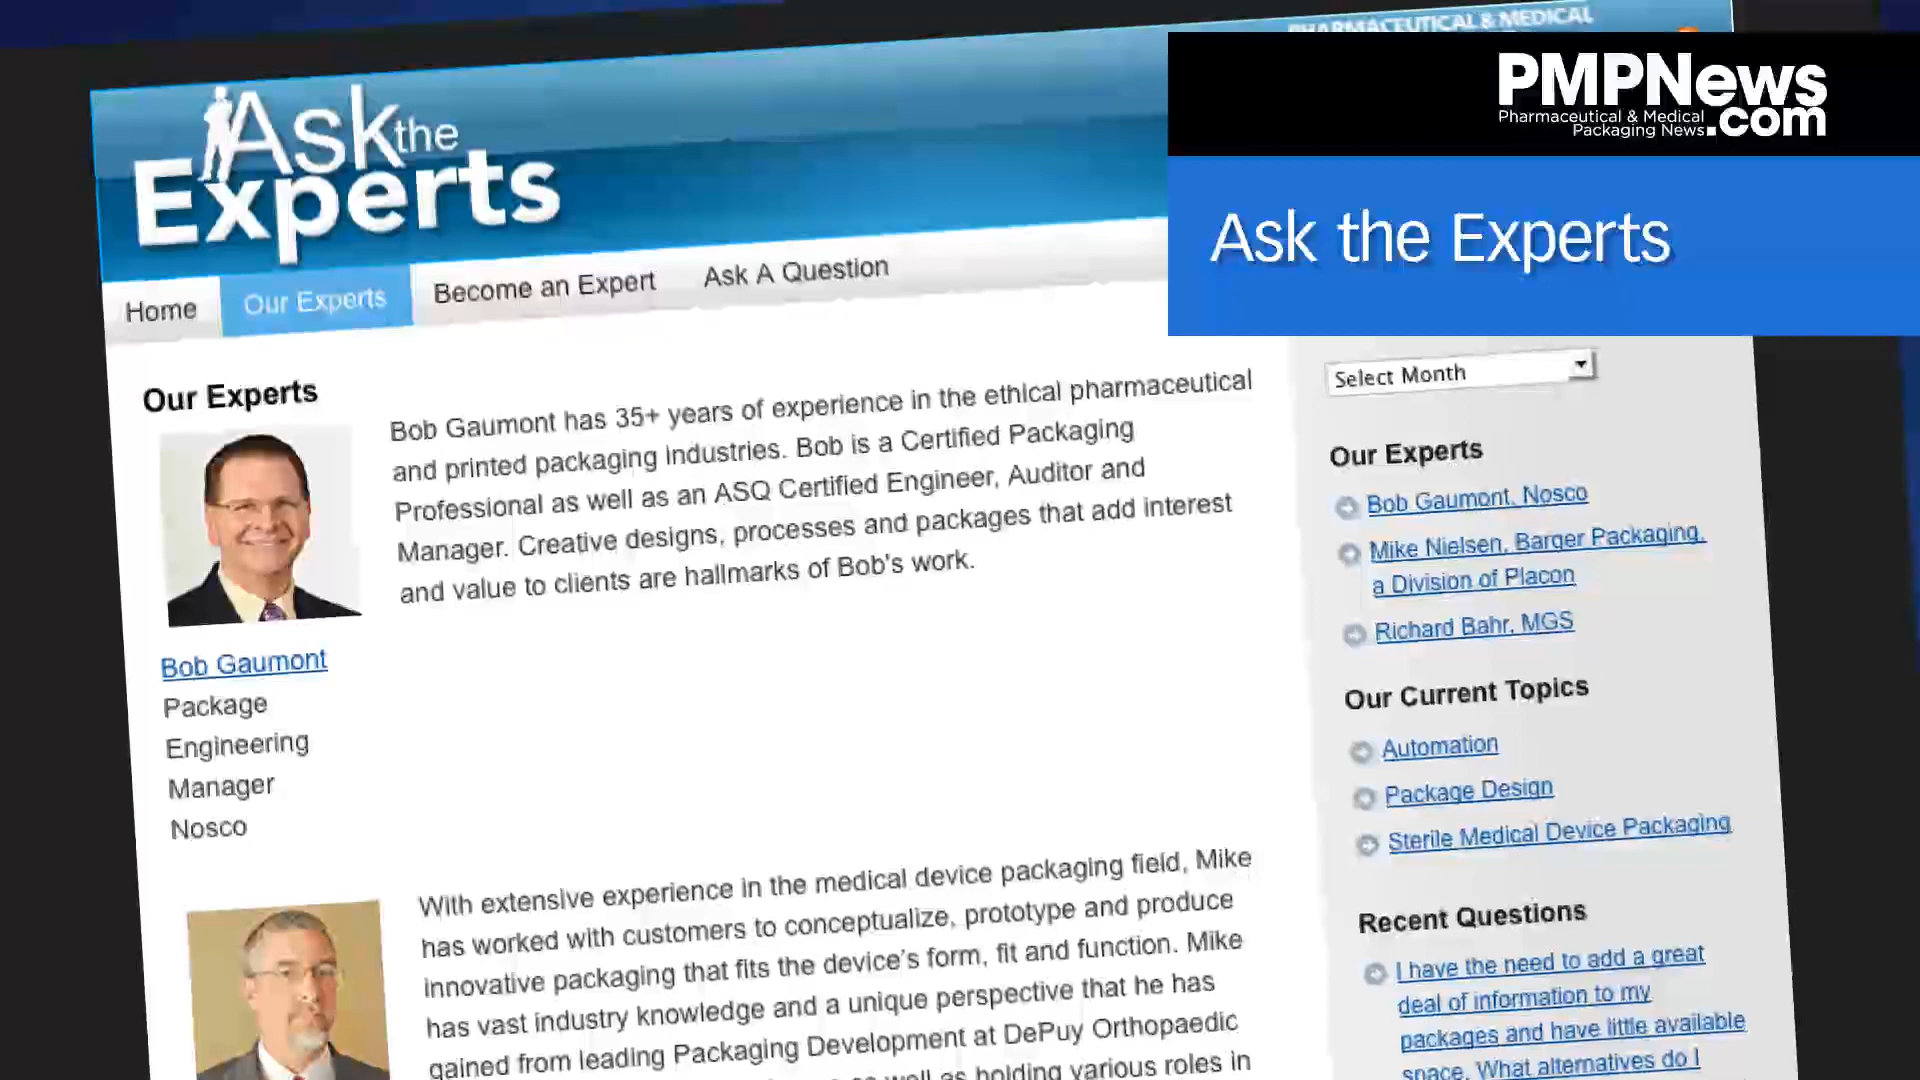 PHARMACEUTICAL & MEDICAL
PMPNews
Pharmaceutical & Medical
Packaging News.com
Ask the Experts
Ask the
Experts
Home Our Experts Become an Expert Ask A Question
Our Experts
Bob Gaumont has 35+ years of experience in the ethical pharmaceutical
and printed packaging industries. Bob is a Certified Packaging
Professional as well as an ASQ Certified Engineer, Auditor and
Manager. Creative designs, processes and packages that add interest
and value to clients are hallmarks of Bob's work.
Bob Gaumont
Package
Engineering
Manager
Nosco
With extensive experience in the medical device packaging field, Mike
has worked with customers to conceptualize, prototype and produce
innovative packaging that fits the device's form, fit and function. Mike
has vast industry knowledge and a unique perspective that he has
gained from leading Packaging Development at DePuy Orthopaedic
as well as holding various roles in
Select Month
Our Experts
Bob Gaumont, Nosco
Mike Nielsen, Barger Packaging,
a Division of Placon
Richard Bahr, MGS
Our Current Topics
Automation
Package Design
Sterile Medical Device Packaging
Recent Questions
I have the need to add a great
deal of information to my
packages and have little available
space. What alternatives do I